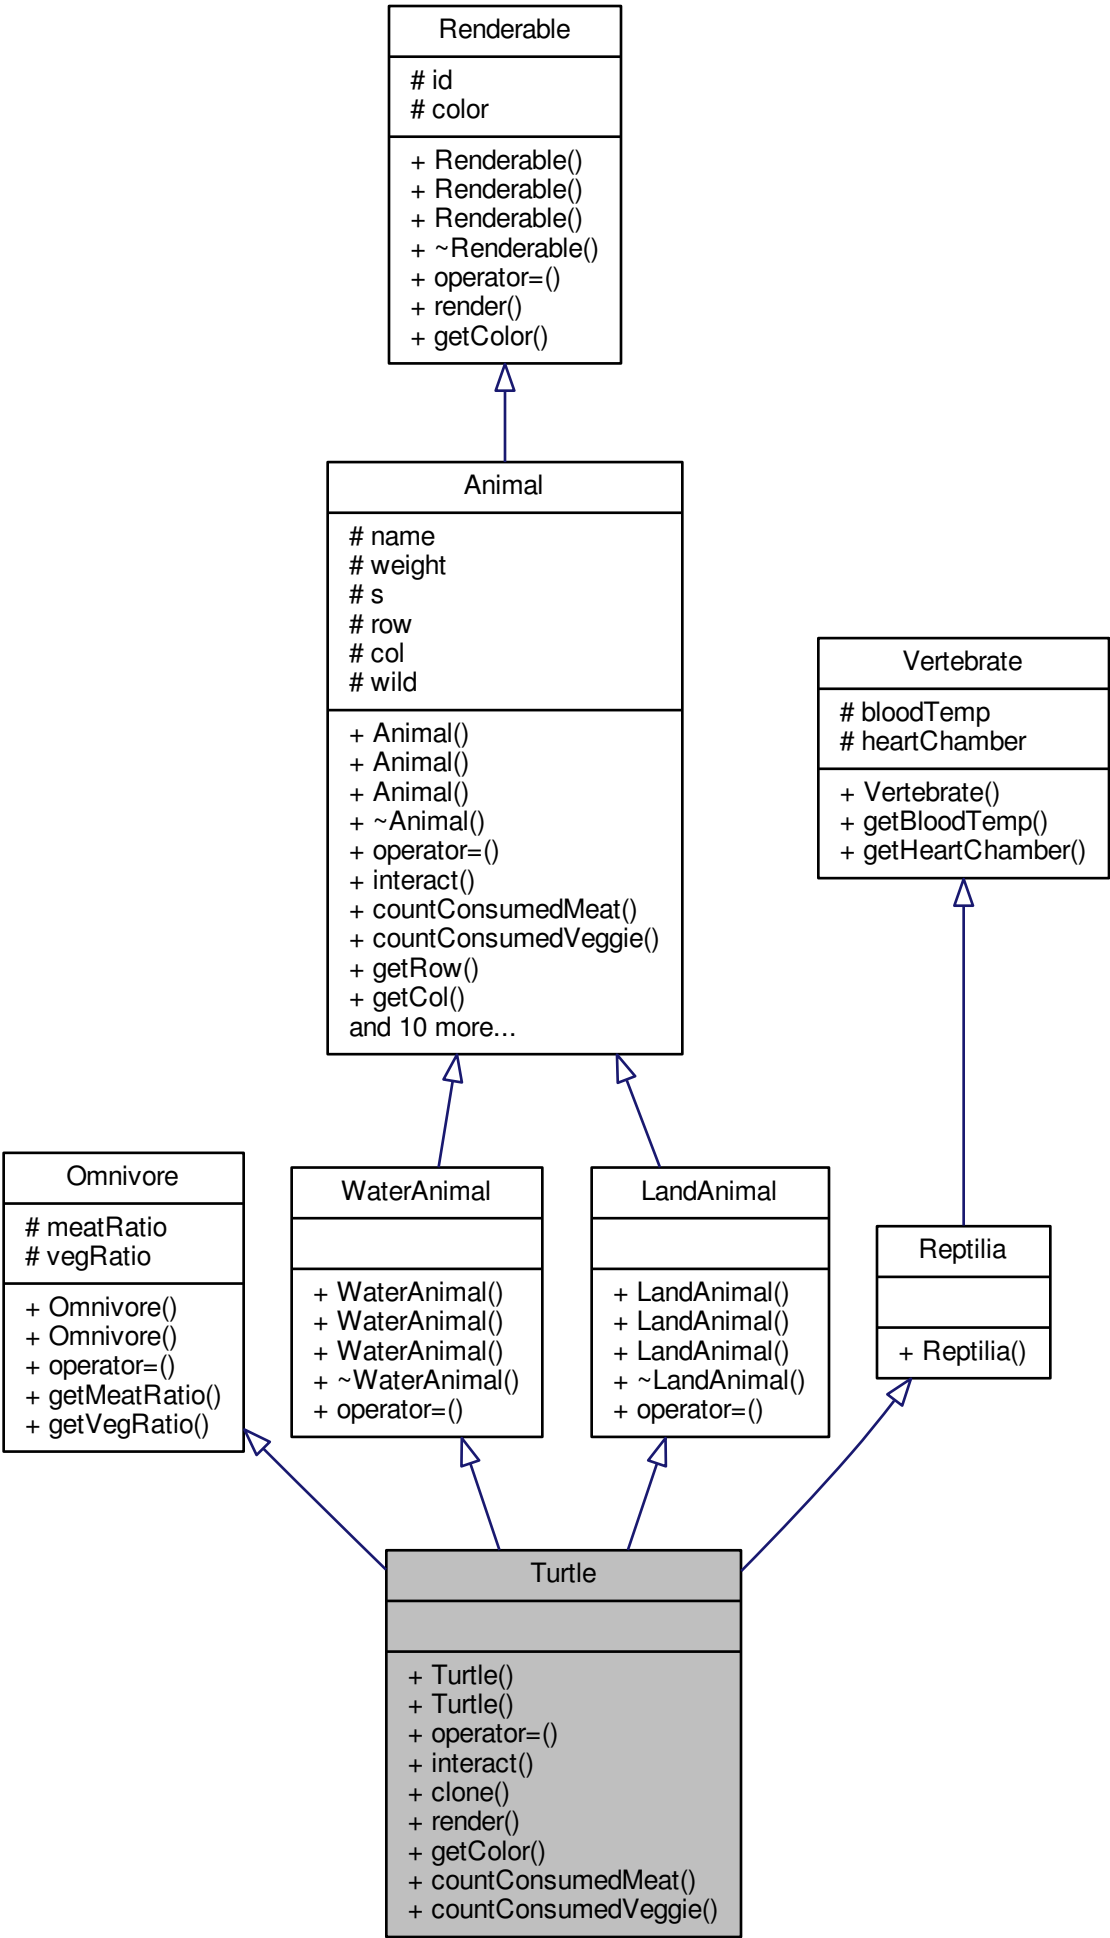 Renderable
# id
# color
+ Renderable()
+ Renderable()
+ Renderable()
+ ~Renderable()
+ operator=()
+ render()
+ getColor()
Animal
# name
# weight
# s
# row
# col
# wild
+ Animal()
+ Animal()
+ Animal()
+ ~Animal()
+ operator=()
+ interact()
+ countConsumedMeat()
+ countConsumedVeggie()
+ getRow()
+ getCol()
and 10 more...
Vertebrate
# bloodTemp
# heartChamber
+ Vertebrate()
+ getBloodTemp()
+ getHeartChamber()
Omnivore
# meatRatio
# vegRatio
+ Omnivore()
+ Omnivore()
+ operator=()
+ getMeatRatio()
+ getVegRatio()
WaterAnimal
+ WaterAnimal()
+ WaterAnimal()
+ WaterAnimal()
+ ~WaterAnimal()
+ operator=()
LandAnimal
+ LandAnimal()
+ LandAnimal()
+ LandAnimal()
+ ~LandAnimal()
+ operator=()
Reptilia
+ Reptilia()
Turtle
+ Turtle()
+ Turtle()
+ operator=()
+ interact()
+ clone()
+ render()
+ getColor()
+ countConsumedMeat()
+ countConsumedVeggie()